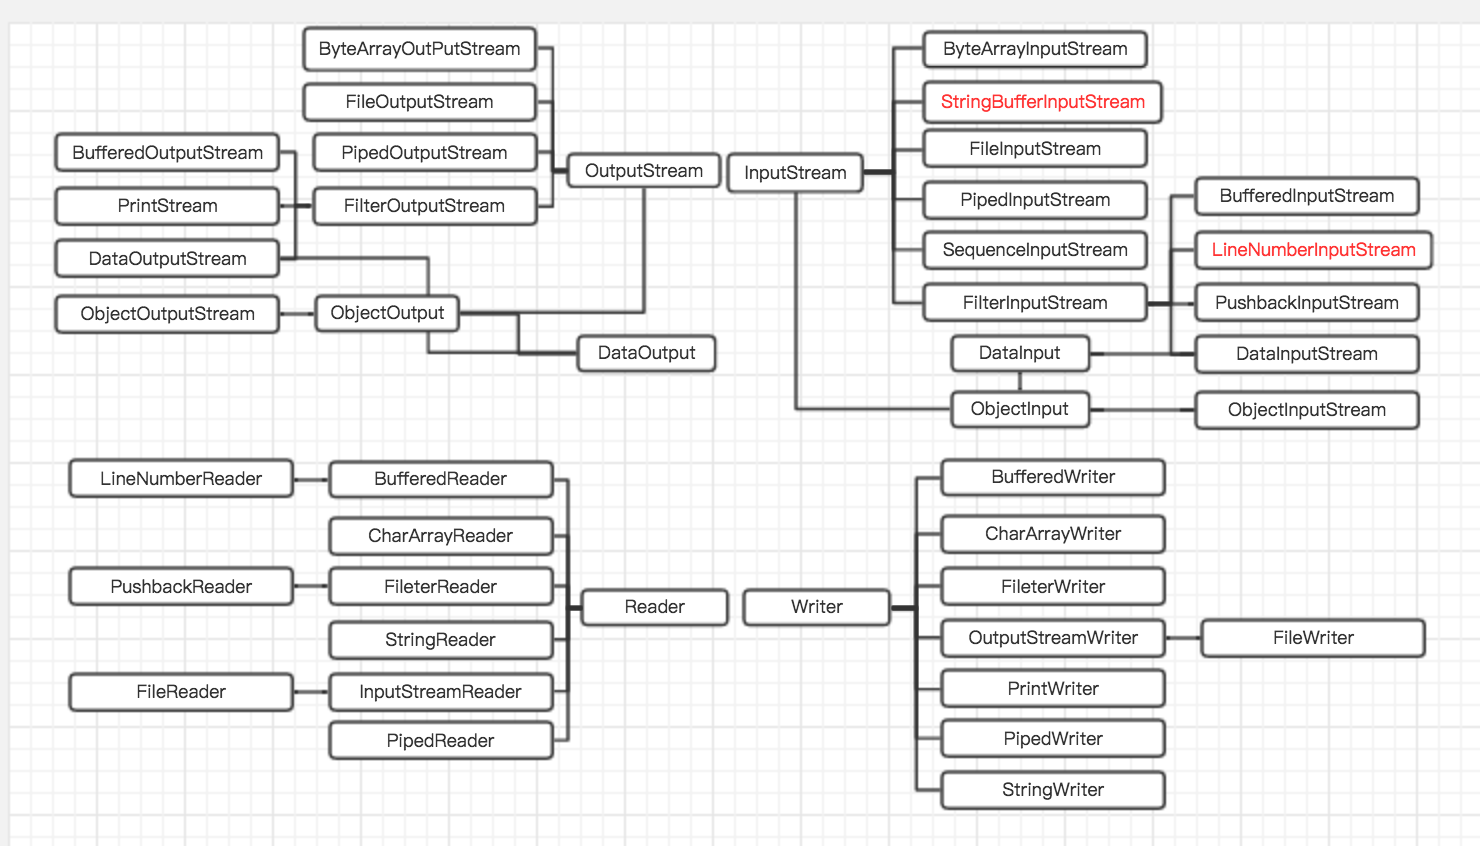 ByteArrayOutPutStream
FileOutputStream
BufferedOutputStream
PipedOutputStream
OutputStream
PrintStream
FilterOutputStream
DataOutputStream
ObjectOutputStream
ObjectOutput
DataOutput
ByteArrayInputStream
StringBufferInputStream
FileInputStream
InputStream
PipedInputStream
BufferedInputStream
SequenceInputStream
LineNumberInputStream
FilterInputStream
PushbackInputStream
DataInput
DataInputStream
ObjectInput
ObjectInputStream
LineNumberReader
BufferedReader
CharArrayReader
PushbackReader
FileterReader
Reader
StringReader
FileReader
InputStreamReader
PipedReader
BufferedWriter
CharArrayWriter
FileterWriter
Writer
OutputStreamWriter
FileWriter
PrintWriter
PipedWriter
StringWriter